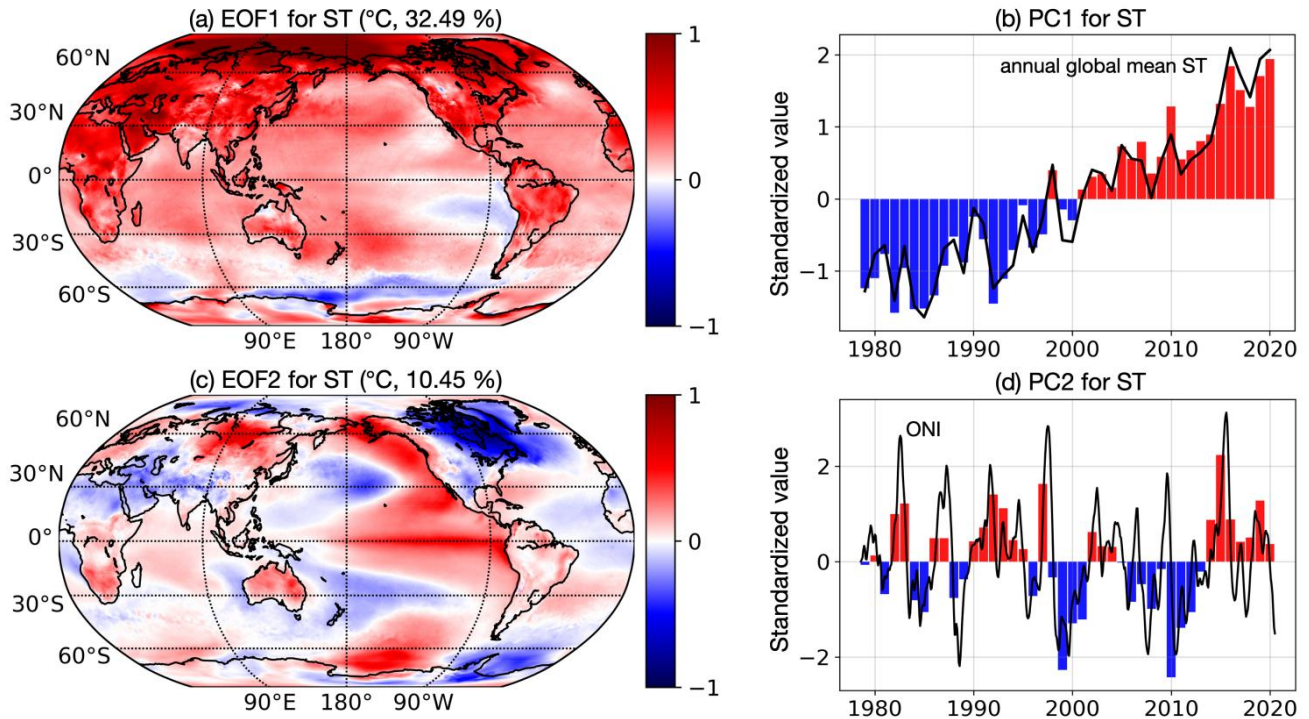 (a) EOF1 for ST (°C, 32.49 %)
60°N
30°N
0°
30°S
60°S
90°E 180° 90°W
1
0
−1
(b) PC1 for ST
annual global mean ST
Standardized value
2
1
0
−1
1980 1990 2000 2010 2020
(c) EOF2 for ST (°C, 10.45 %)
60°N
30°N
0°
30°S
60°S
90°E 180° 90°W
1
0
−1
(d) PC2 for ST
ONI
Standardized value
2
0
−2
1980 1990 2000 2010 2020